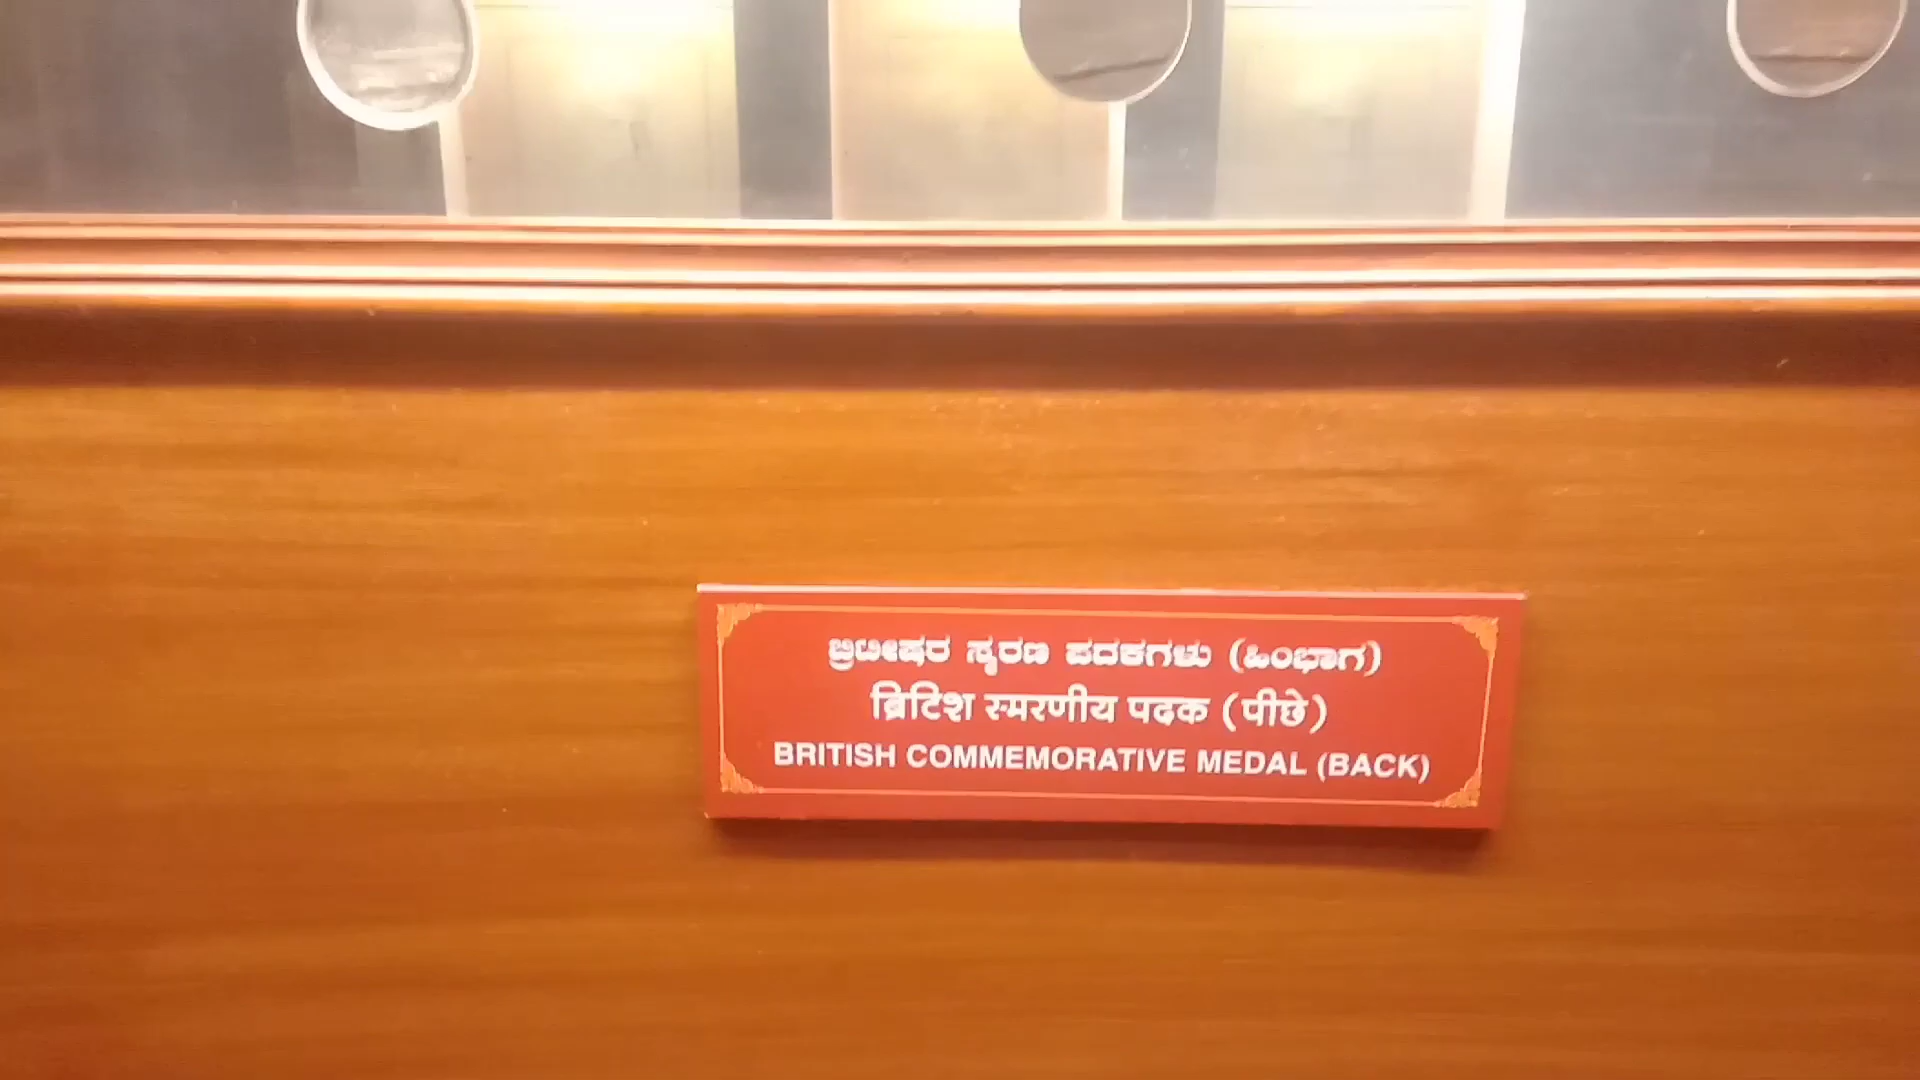 ಬ್ರಿಟೀಷರ ಸ್ಮರಣ ಪದಕಗಳು (ಹಿಂಭಾಗ)
ब्रिटिश स्मरणीय पदक (पीछे)
BRITISH COMMEMORATIVE MEDAL (BACK)